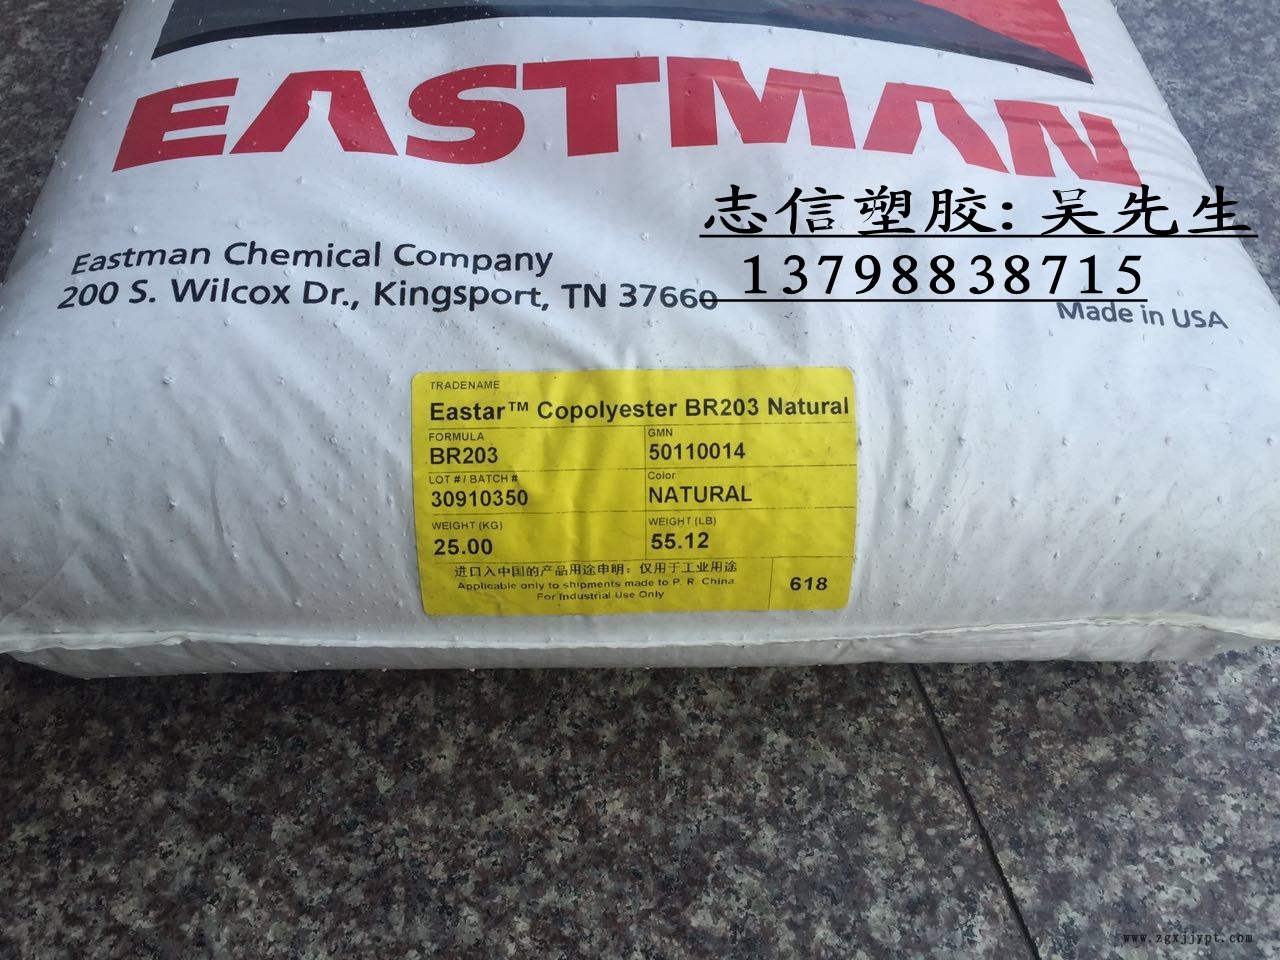 EASTMAN
志信塑胶: 吴先生
13798838715
Eastman Chemical Company
200 S. Wilcox Dr., Kingsport, TN 37660
Made in USA
TRADENAME
Eastar™ Copolyester BR203 Natural
FORMULA
BR203
GMN
50110014
LOT # / BATCH #
30910350
Color
NATURAL
WEIGHT (KG)
25.00
WEIGHT (LB)
55.12
进口入中国的产品用途申明：仅用于工业用途
Applicable only to shipments made to P. R. China.
For Industrial Use Only
618
www.zgxjjypt.com